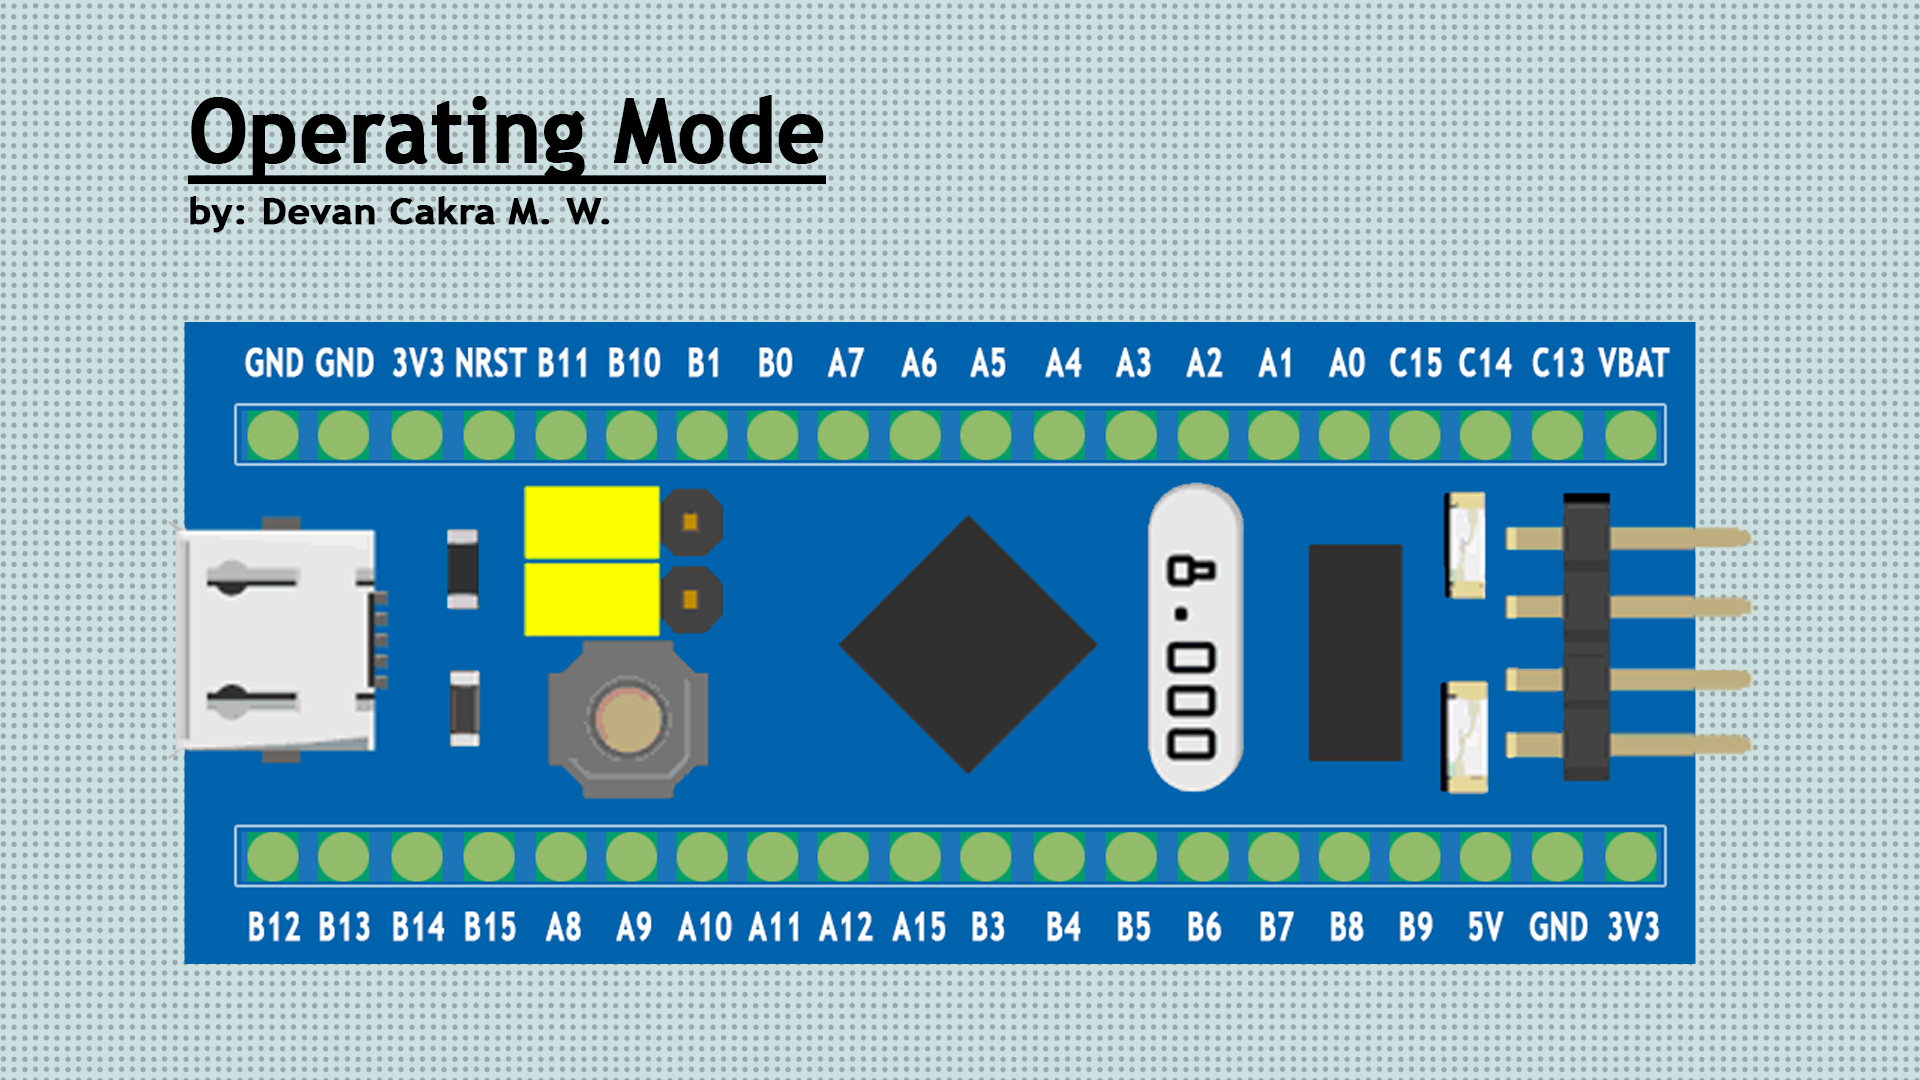 Operating Mode
by: Devan Cakra M. W.
GND GND 3V3 NRST B11 B10 B1 B0 A7 A6 A5 A4 A3 A2 A1 A0 C15 C14 C13 VBAT
8.000
B12 B13 B14 B15 A8 A9 A10 A11 A12 A15 B3 B4 B5 B6 B7 B8 B9 5V GND 3V3